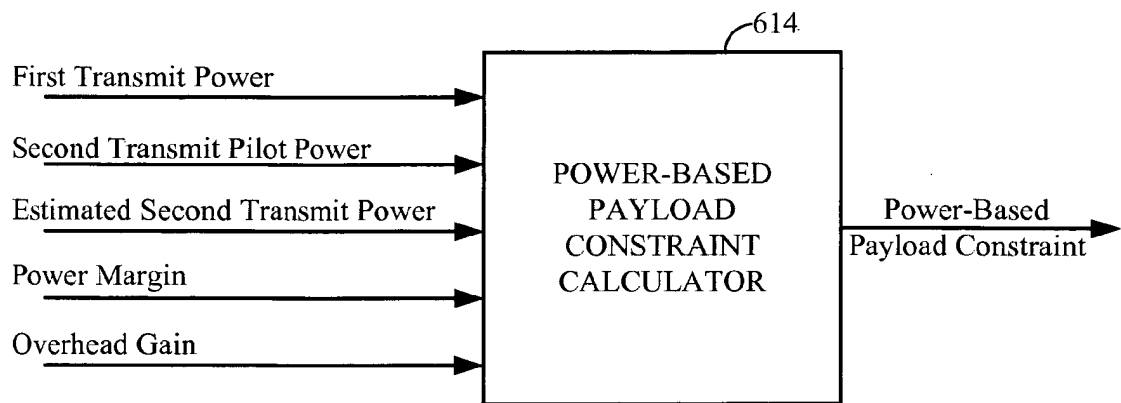 614
First Transmit Power
Second Transmit Pilot Power
Estimated Second Transmit Power
Power Margin
Overhead Gain
POWER-BASED
PAYLOAD
CONSTRAINT
CALCULATOR
Power-Based
Payload Constraint